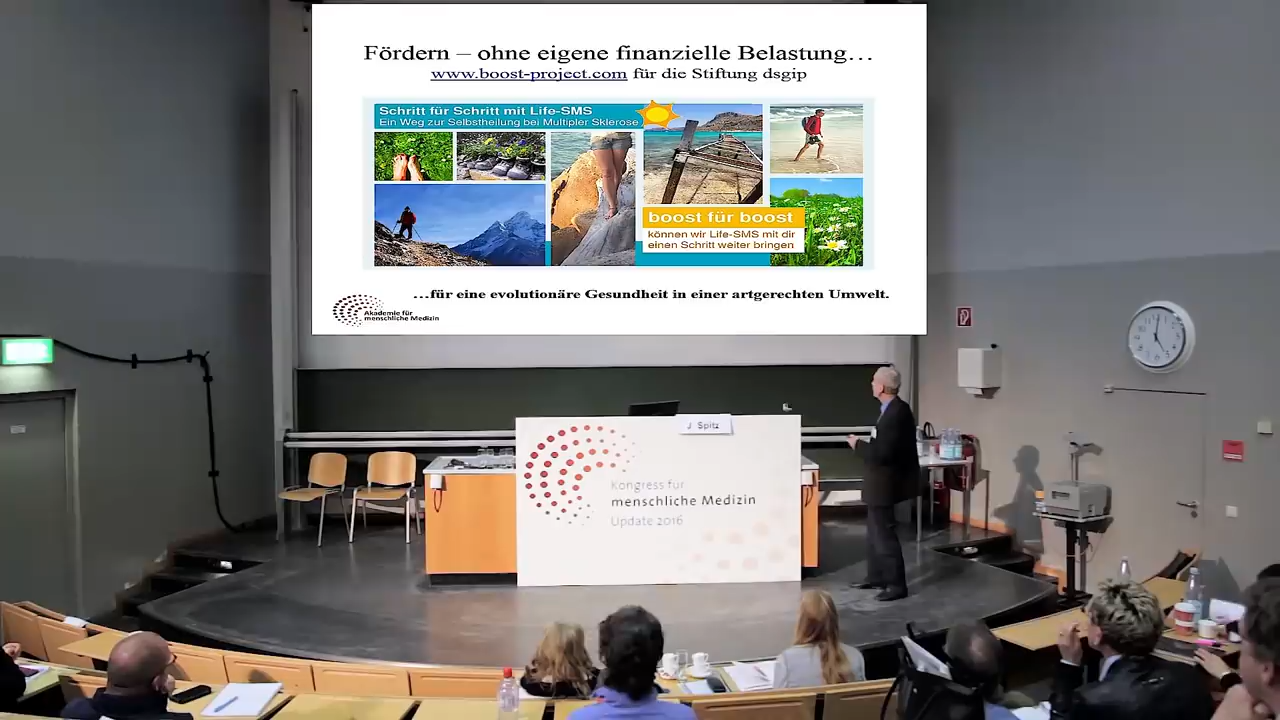 Fördern – ohne eigene finanzielle Belastung…
www.boost-project.com für die Stiftung dsgip
Schritt für Schritt mit Life-SMS
Ein Weg zur Selbstheilung bei Multipler Sklerose
boost für boost
können wir Life-SMS mit dir
einen Schritt weiter bringen
…für eine evolutionäre Gesundheit in einer artgerechten Umwelt.
Akademie für
menschliche Medizin
J. Spitz
Kongress für
menschliche Medizin
Update 2016